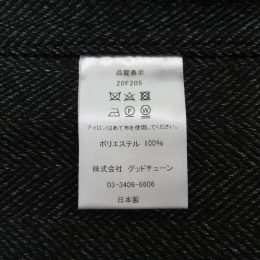 品質表示
20F205
アイロンはあて布を使用してください。
ポリエステル 100%
株式会社 グッドチューン
03-3406-6606
日本製